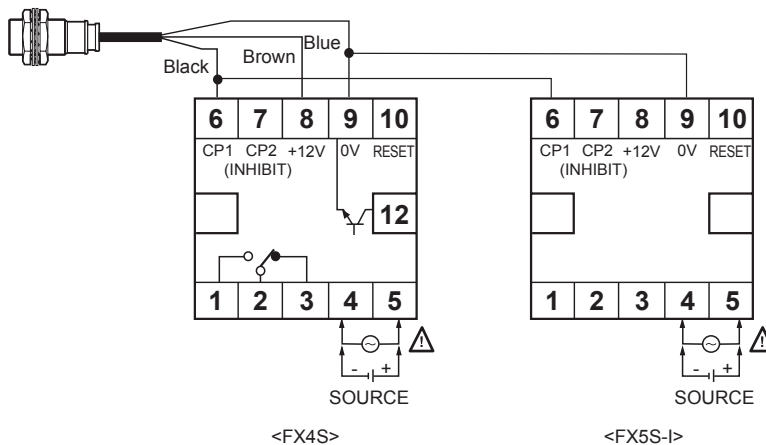 Blue
Brown
Black
6 7 8 9 10
CP1 CP2 +12V 0V RESET
(INHIBIT)
12
1 2 3 4 5
- +
SOURCE
<FX4S>
6 7 8 9 10
CP1 CP2 +12V 0V RESET
(INHIBIT)
1 2 3 4 5
- +
SOURCE
<FX5S-I>